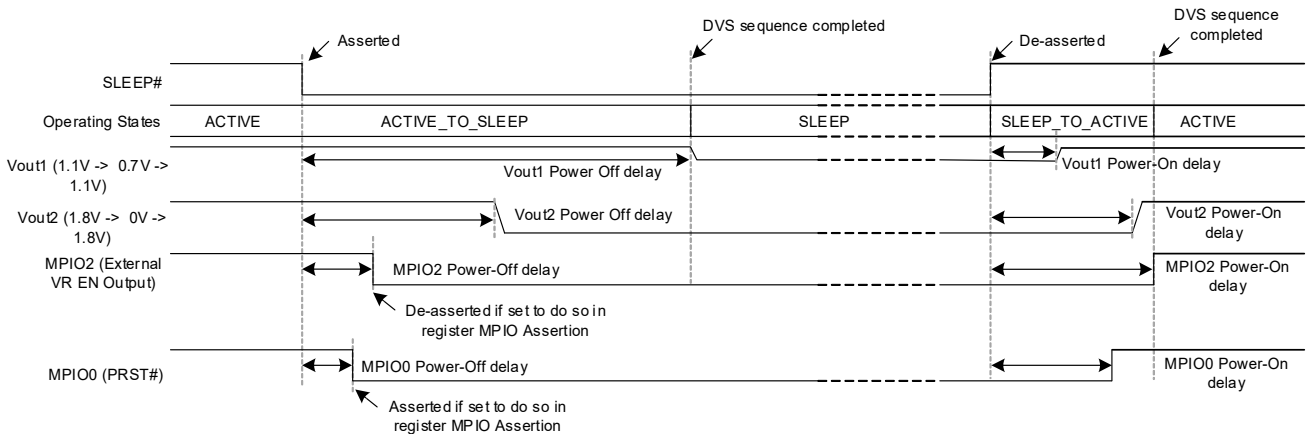 DVS sequence completed
DVS sequence
completed
Asserted
De-asserted
SLEEP#
Operating States
ACTIVE
ACTIVE_TO_SLEEP
SLEEP
SLEEP_TO_ACTIVE
ACTIVE
Vout1 (1.1V -> 0.7V ->
1.1V)
Vout1 Power Off delay
Vout1 Power-On delay
Vout2 (1.8V -> 0V ->
1.8V)
Vout2 Power Off delay
Vout2 Power-On
delay
MPIO2 (External
VR EN Output)
MPIO2 Power-Off delay
MPIO2 Power-On
delay
De-asserted if set to do so in
register MPIO Assertion
MPIO0 (PRST#)
MPIO0 Power-Off delay
MPIO0 Power-On
delay
Asserted if set to do so in
register MPIO Assertion